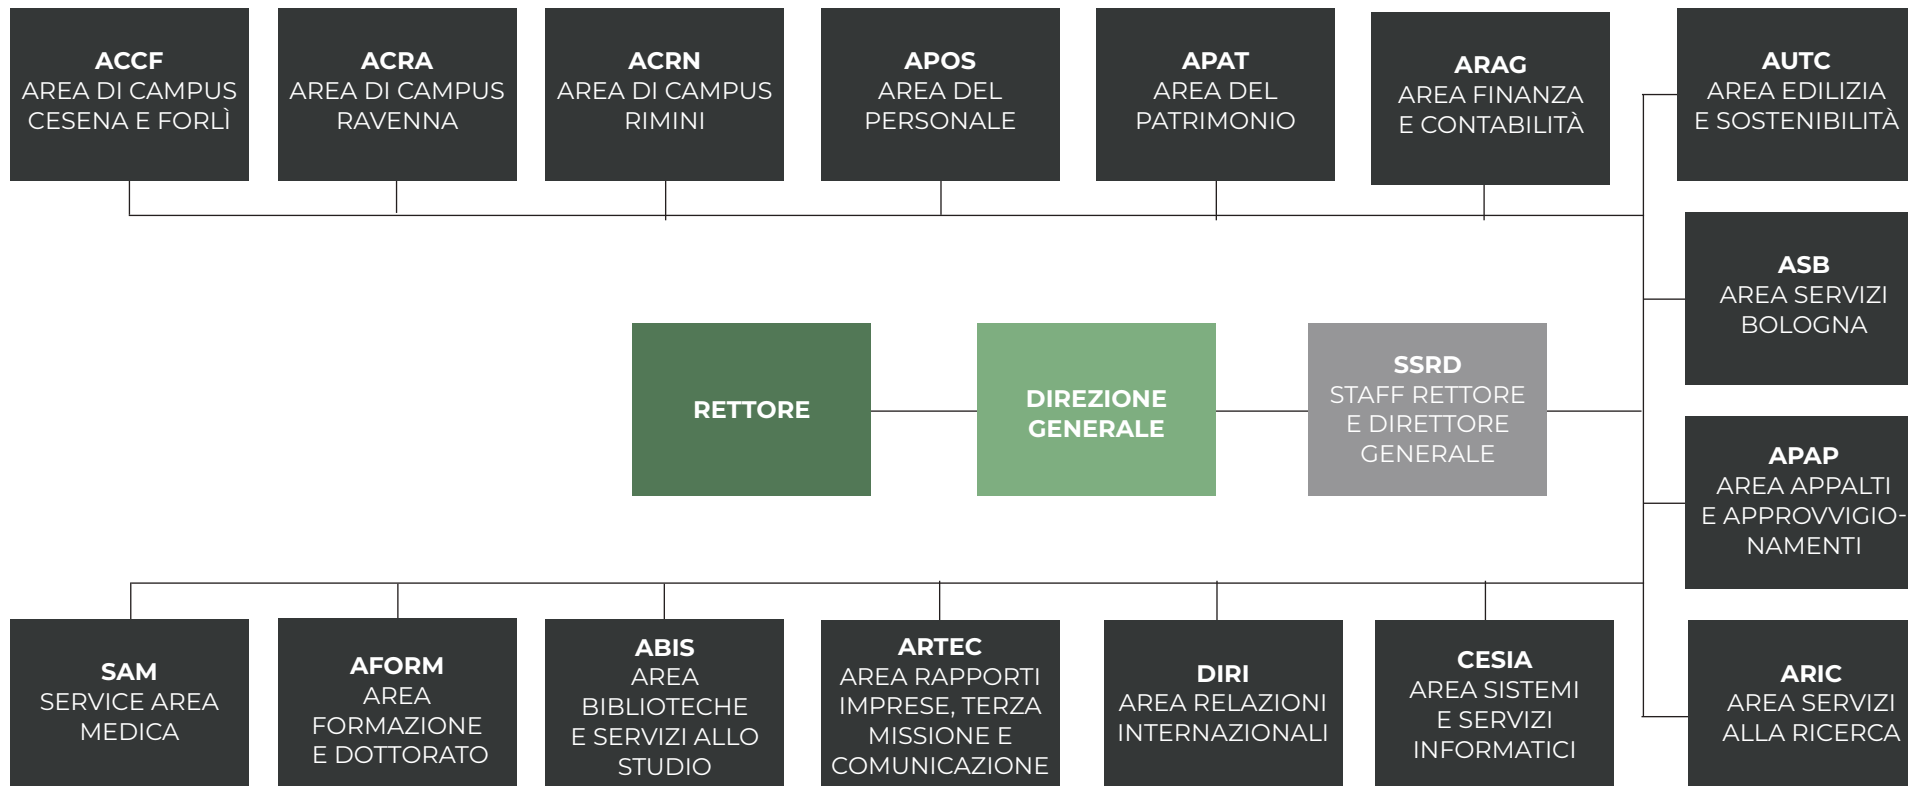 ACCF
AREA DI CAMPUS
CESENA E FORLÌ
ACRA
AREA DI CAMPUS
RAVENNA
ACRN
AREA DI CAMPUS
RIMINI
APOS
AREA DEL
PERSONALE
APAT
AREA DEL
PATRIMONIO
ARAG
AREA FINANZA
E CONTABILITÀ
AUTC
AREA EDILIZIA
E SOSTENIBILITÀ
ASB
AREA SERVIZI
BOLOGNA
RETTORE
DIREZIONE
GENERALE
SSRD
STAFF RETTORE
E DIRETTORE
GENERALE
APAP
AREA APPALTI
E APPROVVIGIO-
NAMENTI
SAM
SERVICE AREA
MEDICA
AFORM
AREA
FORMAZIONE
E DOTTORATO
ABIS
AREA
BIBLIOTECHE
E SERVIZI ALLO
STUDIO
ARTEC
AREA RAPPORTI
IMPRESE, TERZA
MISSIONE E
COMUNICAZIONE
DIRI
AREA RELAZIONI
INTERNAZIONALI
CESIA
AREA SISTEMI
E SERVIZI
INFORMATICI
ARIC
AREA SERVIZI
ALLA RICERCA